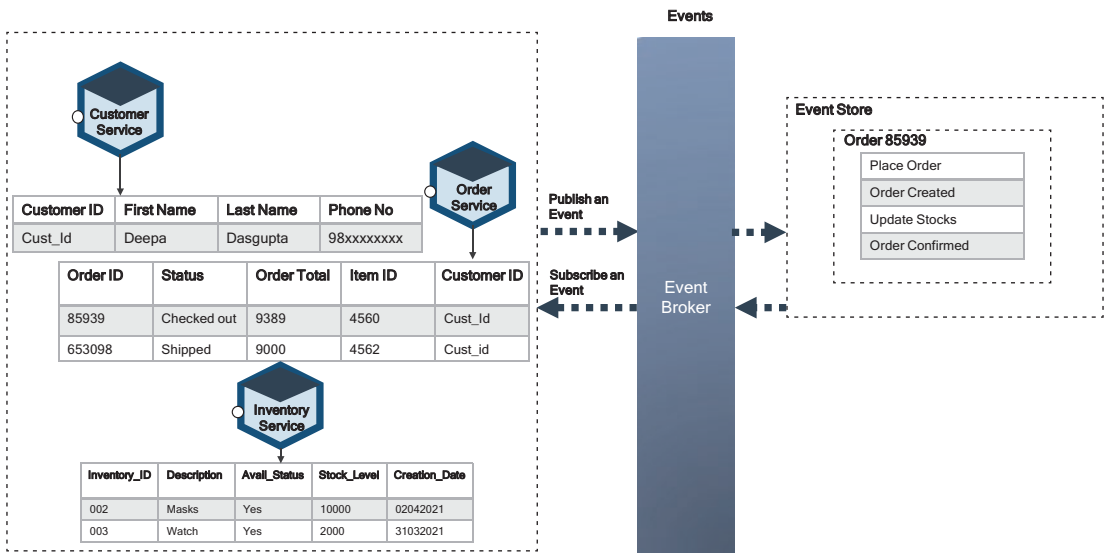 Events
Customer
Service
Order
Service
Customer ID First Name Last Name Phone No
Cust_Id Deepa Dasgupta 98xxxxxxxx
Order ID Status Order Total Item ID Customer ID
85939 Checked out 9389 4560 Cust_Id
653098 Shipped 9000 4562 Cust_id
Inventory
Service
Inventory_ID Description Avail_Status Stock_Level Creation_Date
002 Masks Yes 10000 02042021
003 Watch Yes 2000 31032021
Publish an
Event
Subscribe an
Event
Event
Broker
Event Store
Order 85939
Place Order
Order Created
Update Stocks
Order Confirmed